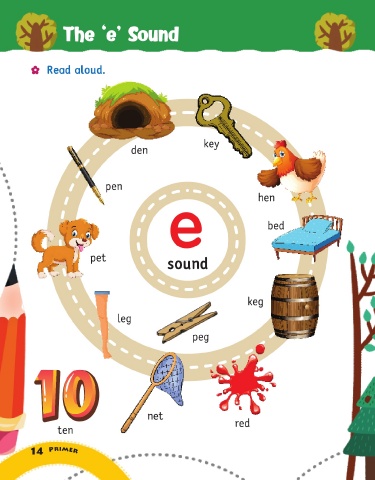 The 'e' Sound
Read aloud.
den
key
pen
hen
bed
pet
e
sound
keg
leg
peg
10
ten
net
red
14 PRIMER